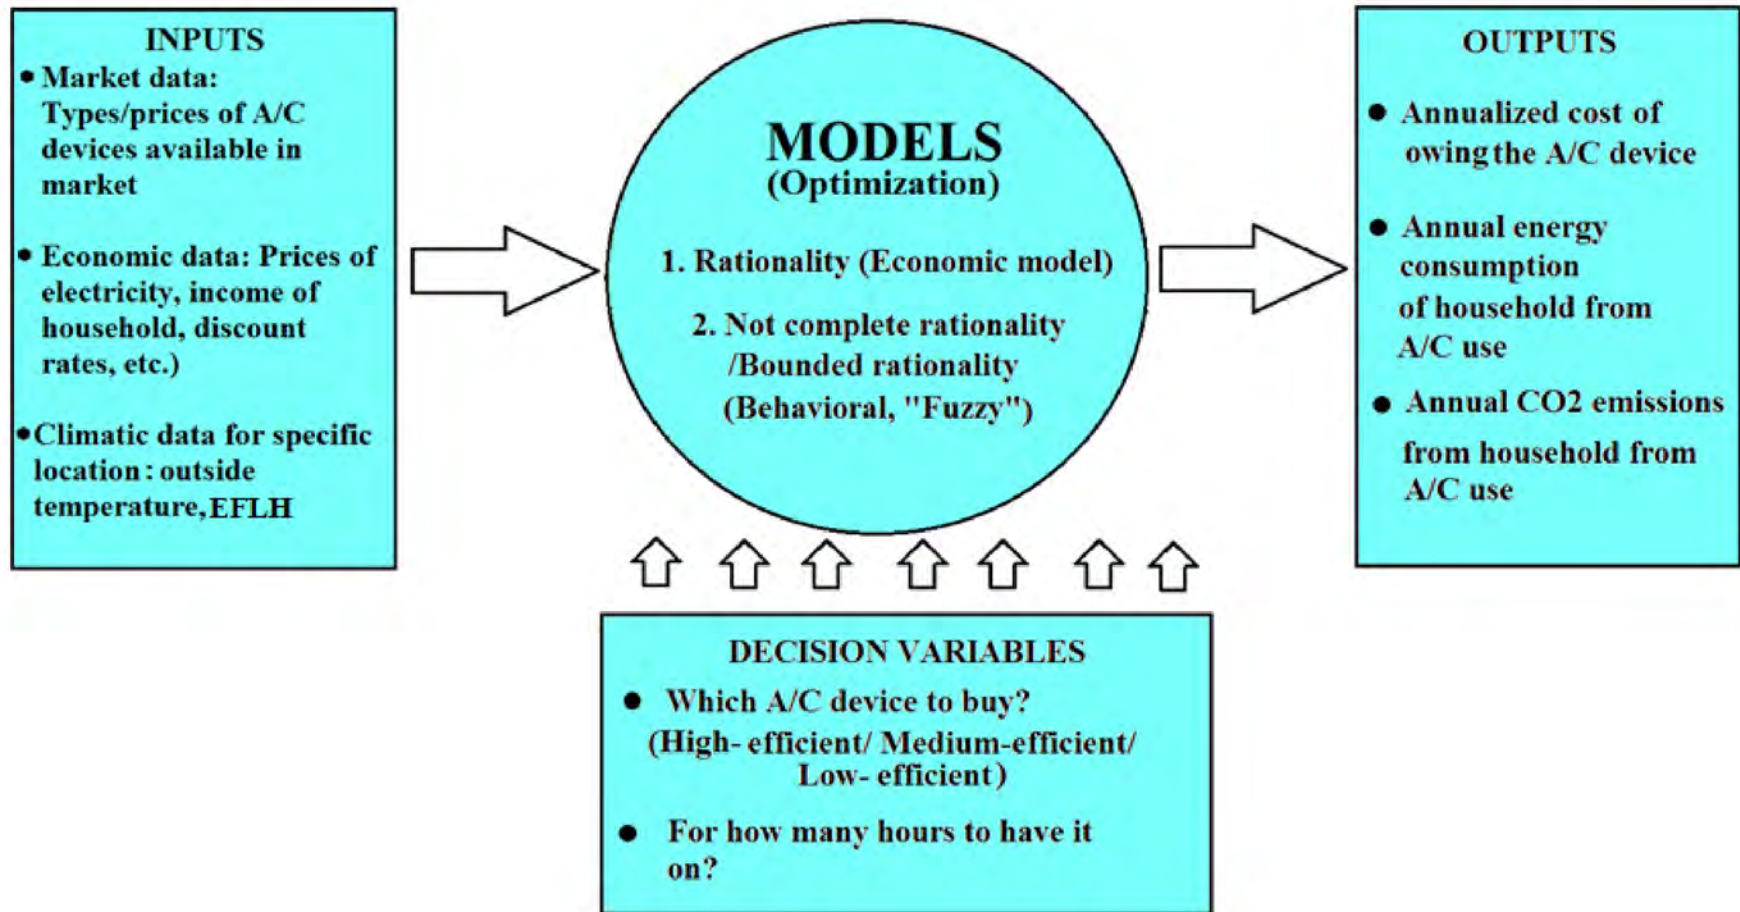 INPUTS
● Market data:
Types/prices of A/C
devices available in
market
● Economic data: Prices of
electricity, income of
household, discount
rates, etc.)
●Climatic data for specific
location: outside
temperature,EFLH
MODELS
(Optimization)
1. Rationality (Economic model)
2. Not complete rationality
/Bounded rationality
(Behavioral, "Fuzzy")
OUTPUTS
● Annualized cost of
owing the A/C device
● Annual energy
consumption
of household from
A/C use
● Annual CO2 emissions
from household from
A/C use
DECISION VARIABLES
● Which A/C device to buy?
(High- efficient/ Medium-efficient/
Low- efficient)
● For how many hours to have it
on?